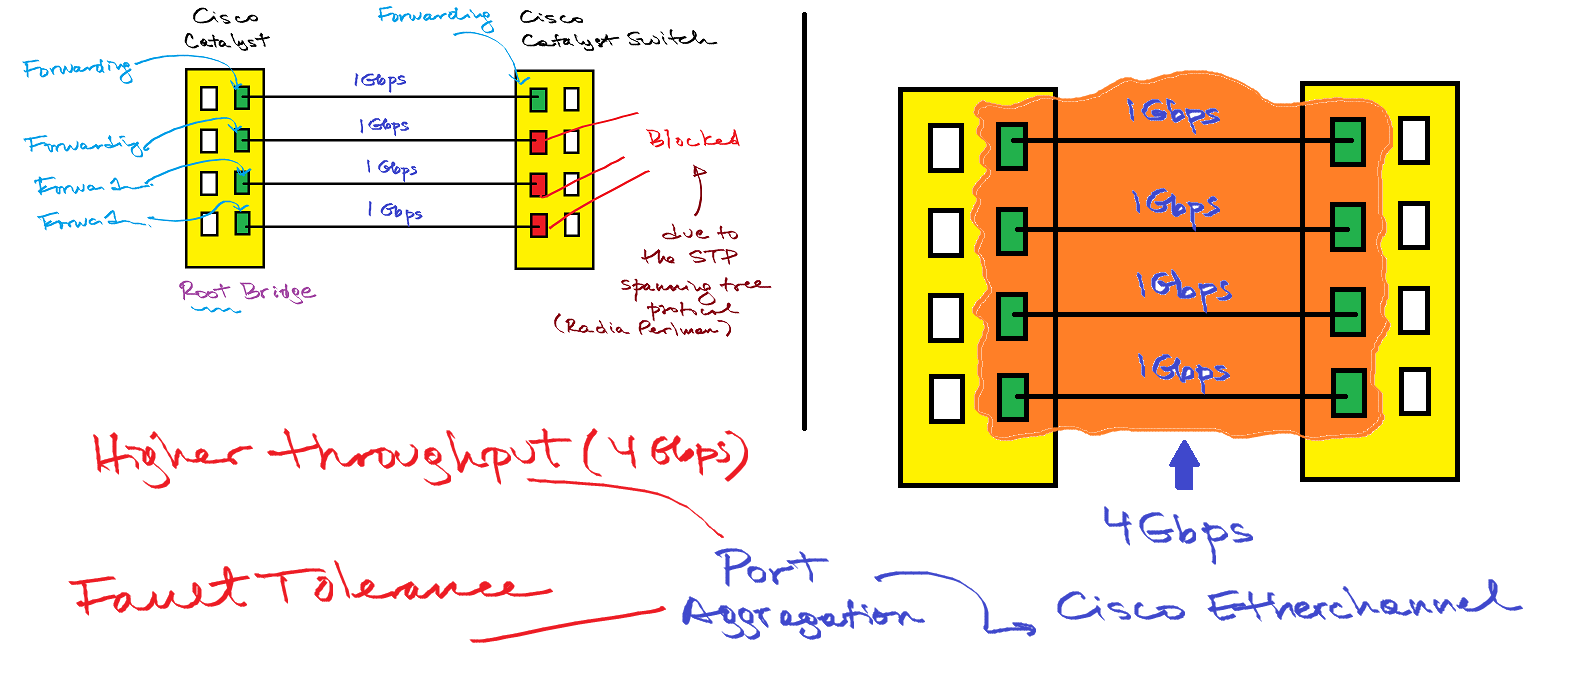 Cisco
Catalyst
Forwarding
Cisco
Catalyst Switch
Forwarding
Forwarding
Forwa
Forwa
1Gbps
1Gbps
1Gbps
1Gbps
Blocked
due to
the STP
spanning tree
protocol
(Radia Perlman)
Root Bridge
1Gbps
1Gbps
1Gbps
1Gbps
4Gbps
Higher throughput (4Gbps)
Fault Tolerance
Port
Aggregation
Cisco Etherchannel